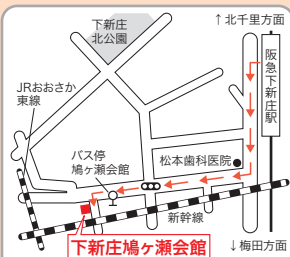 下新庄
北公園
↑北千里方面
阪急下新庄駅
JRおおさか
東線
バス停
鳩ヶ瀬会館
松本歯科医院
新幹線
下新庄鳩ヶ瀬会館
↓梅田方面